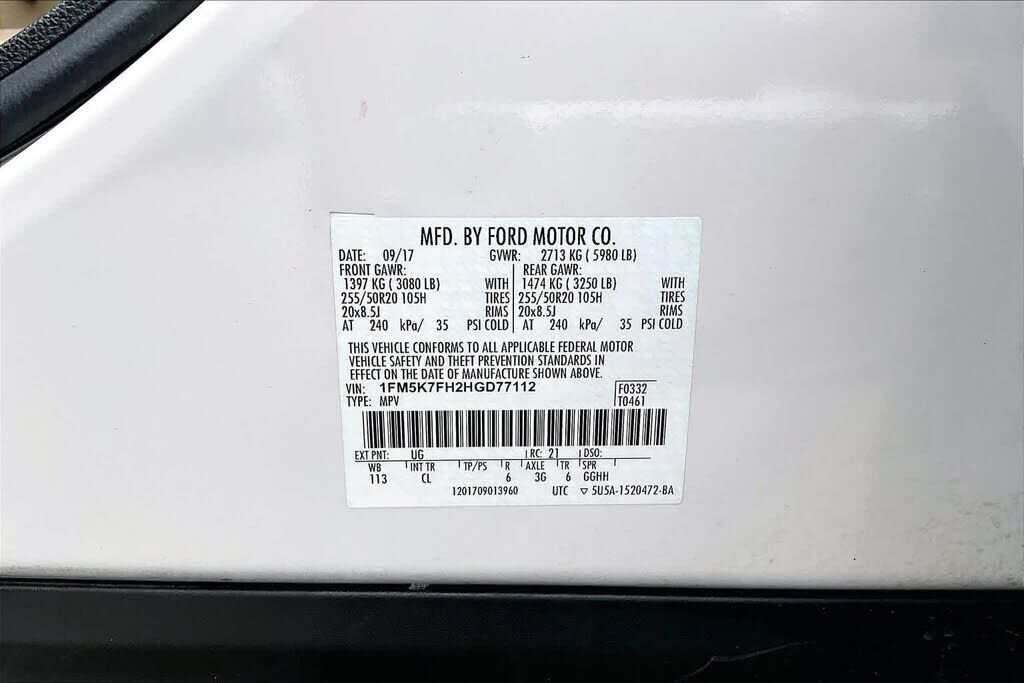 MFD. BY FORD MOTOR CO.
DATE: 09/17 GVWR: 2713 KG ( 5980 LB)
FRONT GAWR: REAR GAWR:
1397 KG ( 3080 LB) WITH 1474 KG ( 3250 LB) WITH
255/50R20 105H TIRES 255/50R20 105H TIRES
20x8.5J RIMS 20x8.5J RIMS
AT 240 kPa/ 35 PSI COLD AT 240 kPa/ 35 PSI COLD
THIS VEHICLE CONFORMS TO ALL APPLICABLE FEDERAL MOTOR
VEHICLE SAFETY AND THEFT PREVENTION STANDARDS IN
EFFECT ON THE DATE OF MANUFACTURE SHOWN ABOVE.
VIN: 1FM5K7FH2HGD77112 F0332
TYPE: MPV T0461
EXT PNT: UG RC: 21 DSO:
WB INT TR TP/PS R AXLE TR SPR
113 CL 6 3G 6 GGHH
1201709013960 UTC ▽ 5U5A-1520472-BA